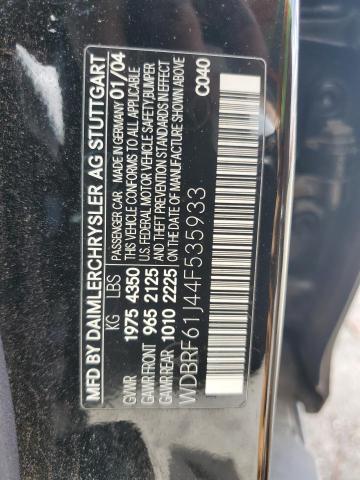 MFD BY DAIMLERCHRYSLER AG STUTTGART
PASSENGER CAR MADE IN GERMANY 01/04
KG LBS THIS VEHICLE CONFORMS TO ALL APPLICABLE
GVWR 1975 4350 U.S. FEDERAL MOTOR VEHICLE SAFETY, BUMPER
GAWR FRONT 965 2125 AND THEFT PREVENTION STANDARDS IN EFFECT
GAWR REAR 1010 2225 ON THE DATE OF MANUFACTURE SHOWN ABOVE
WDBRF61J44F535933
C040